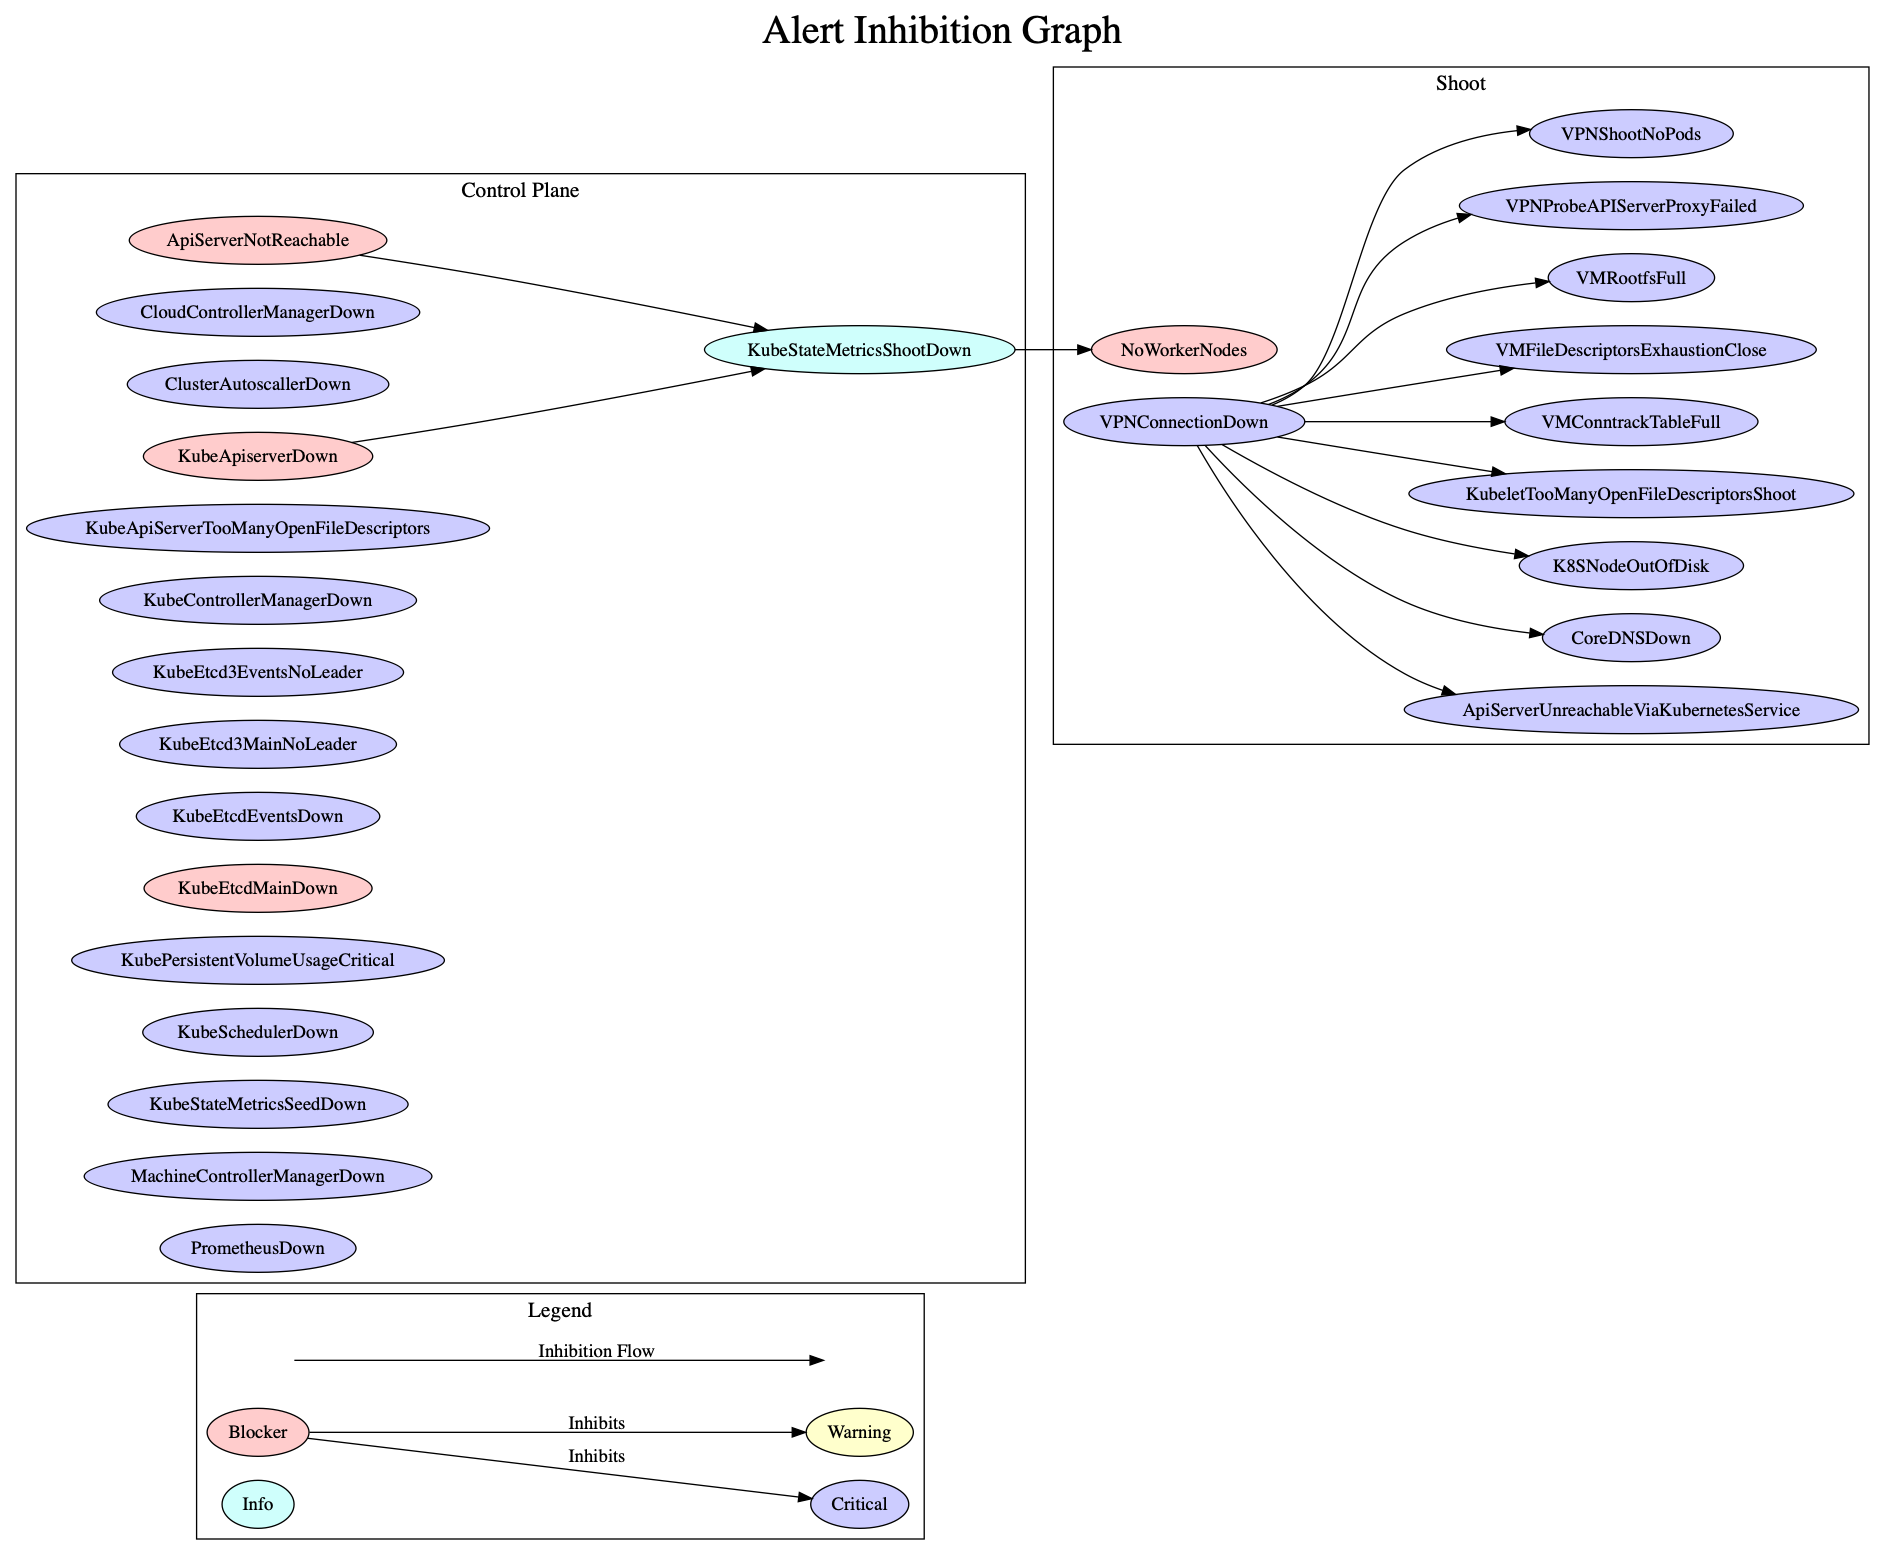 Alert Inhibition Graph
Control Plane
ApiServerNotReachable
CloudControllerManagerDown
ClusterAutoscallerDown
KubeApiserverDown
KubeApiServerTooManyOpenFileDescriptors
KubeControllerManagerDown
KubeEtcd3EventsNoLeader
KubeEtcd3MainNoLeader
KubeEtcdEventsDown
KubeEtcdMainDown
KubePersistentVolumeUsageCritical
KubeSchedulerDown
KubeStateMetricsSeedDown
MachineControllerManagerDown
PrometheusDown
KubeStateMetricsShootDown
Shoot
NoWorkerNodes
VPNConnectionDown
VPNShootNoPods
VPNProbeAPIServerProxyFailed
VMRootfsFull
VMFileDescriptorsExhaustionClose
VMConntrackTableFull
KubeletTooManyOpenFileDescriptorsShoot
K8SNodeOutOfDisk
CoreDNSDown
ApiServerUnreachableViaKubernetesService
Legend
Inhibition Flow
Blocker
Inhibits
Warning
Inhibits
Info
Critical